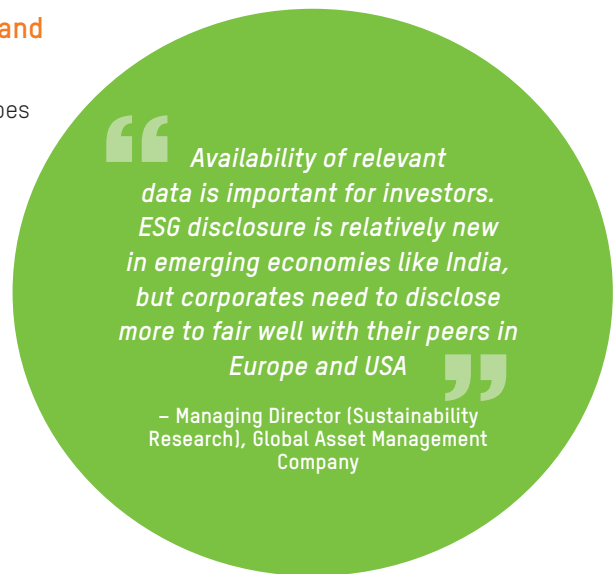 and
oes
“ Availability of relevant
data is important for investors.
ESG disclosure is relatively new
in emerging economies like India,
but corporates need to disclose
more to fair well with their peers in
Europe and USA ”
– Managing Director (Sustainability
Research), Global Asset Management
Company